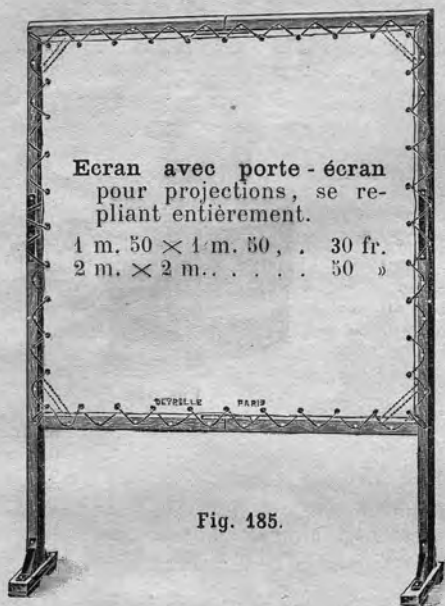 Ecran avec porte - écran
pour projections, se re-
pliant entièrement.
1 m. 50 × 1 m. 50, . 30 fr.
2 m. × 2 m.. . . . . 50 »
DEYROLLE PARIS
Fig. 185.